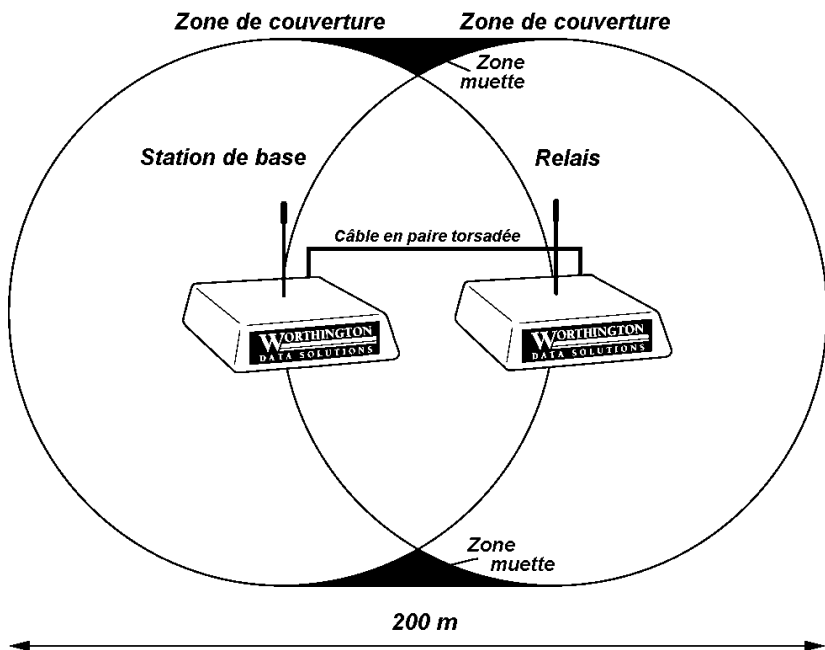 Zone de couverture
Zone de couverture
Zone
muette
Station de base
Relais
Câble en paire torsadée
WORTHINGTON
DATA SOLUTIONS
WORTHINGTON
DATA SOLUTIONS
Zone
muette
200 m